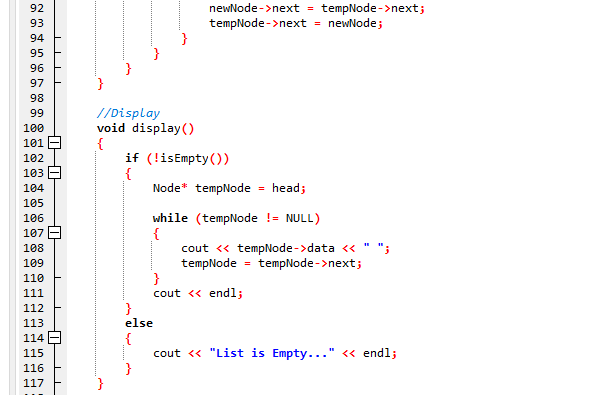 92 newNode->next = tempNode->next;
93 tempNode->next = newNode;
94 }
95 }
96 }
97 }
98
99 //Display
100 void display()
101 {
102 if (!isEmpty())
103 {
104 Node* tempNode = head;
105
106 while (tempNode != NULL)
107 {
108 cout << tempNode->data << " ";
109 tempNode = tempNode->next;
110 }
111 cout << endl;
112 }
113 else
114 {
115 cout << "List is Empty..." << endl;
116 }
117 }